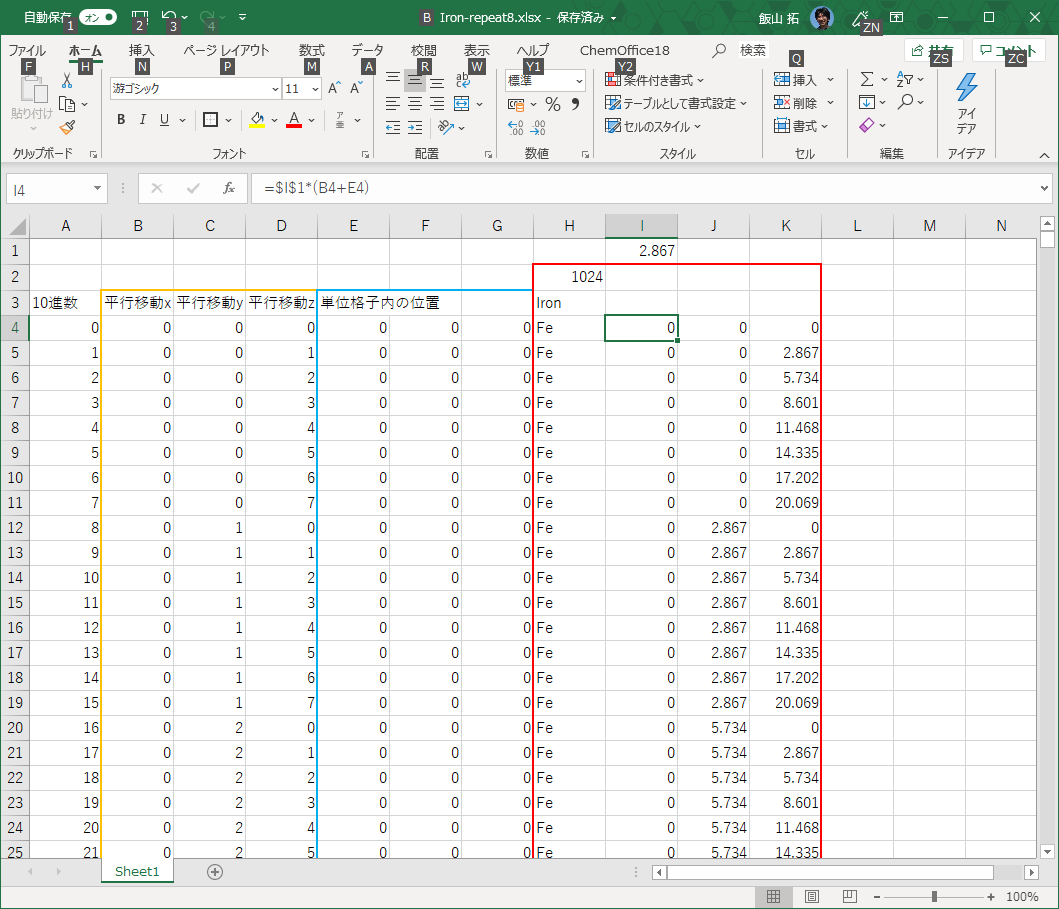 自動保存 オン Iron-repeat8.xlsx - 保存済み 飯山 拓
1 2 3 4 ZN
ファイル ホーム 挿入 ページ レイアウト 数式 データ 校閲 表示 ヘルプ ChemOffice18 検索 共有 コメント
F H N P M A R W Y1 Y2 Q ZS ZC
貼り付け
游ゴシック 11 A A
B I U A
ab
標準
% 9
条件付き書式
テーブルとして書式設定
セルのスタイル
挿入
削除
書式
アイ
デア
クリップボード フォント 配置 数値 スタイル セル 編集 アイデア
I4 fx =$I$1*(B4+E4)
A B C D E F G H I J K L M N
1 2.867
2 1024
3 10進数 平行移動x 平行移動y 平行移動z 単位格子内の位置 Iron
4 0 0 0 0 0 0 0 Fe 0 0 0
5 1 0 0 1 0 0 0 Fe 0 0 2.867
6 2 0 0 2 0 0 0 Fe 0 0 5.734
7 3 0 0 3 0 0 0 Fe 0 0 8.601
8 4 0 0 4 0 0 0 Fe 0 0 11.468
9 5 0 0 5 0 0 0 Fe 0 0 14.335
10 6 0 0 6 0 0 0 Fe 0 0 17.202
11 7 0 0 7 0 0 0 Fe 0 0 20.069
12 8 0 1 0 0 0 0 Fe 0 2.867 0
13 9 0 1 1 0 0 0 Fe 0 2.867 2.867
14 10 0 1 2 0 0 0 Fe 0 2.867 5.734
15 11 0 1 3 0 0 0 Fe 0 2.867 8.601
16 12 0 1 4 0 0 0 Fe 0 2.867 11.468
17 13 0 1 5 0 0 0 Fe 0 2.867 14.335
18 14 0 1 6 0 0 0 Fe 0 2.867 17.202
19 15 0 1 7 0 0 0 Fe 0 2.867 20.069
20 16 0 2 0 0 0 0 Fe 0 5.734 0
21 17 0 2 1 0 0 0 Fe 0 5.734 2.867
22 18 0 2 2 0 0 0 Fe 0 5.734 5.734
23 19 0 2 3 0 0 0 Fe 0 5.734 8.601
24 20 0 2 4 0 0 0 Fe 0 5.734 11.468
25 21 0 2 5 0 0 0 Fe 0 5.734 14.335
Sheet1
100%